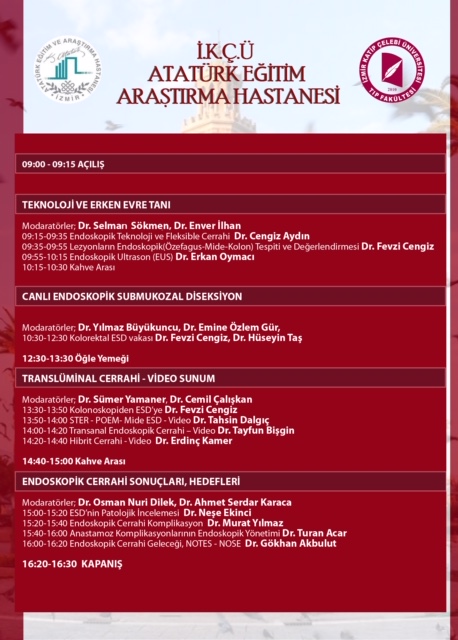 İ.K.Ç.Ü
ATATÜRK EĞİTİM
ARAŞTIRMA HASTANESİ
ATATÜRK EĞİTİM VE ARAŞTIRMA HASTANESİ
İZMİR
İZMİR KATİP ÇELEBİ ÜNİVERSİTESİ
TIP FAKÜLTESİ
09:00 - 09:15 AÇILIŞ
TEKNOLOJİ VE ERKEN EVRE TANI
Modaratörler; Dr. Selman Sökmen, Dr. Enver İlhan
09:15-09:35 Endoskopik Teknoloji ve Fleksible Cerrahi Dr. Cengiz Aydın
09:35-09:55 Lezyonların Endoskopik(Özefagus-Mide-Kolon) Tespiti ve Değerlendirmesi Dr. Fevzi Cengiz
09:55-10:15 Endoskopik Ultrason (EUS) Dr. Erkan Oymacı
10:15-10:30 Kahve Arası
CANLI ENDOSKOPİK SUBMUKOZAL DİSEKSİYON
Modaratörler; Dr. Yılmaz Büyükuncu, Dr. Emine Özlem Gür,
10:30-12:30 Kolorektal ESD vakası Dr. Fevzi Cengiz, Dr. Hüseyin Taş
12:30-13:30 Öğle Yemeği
TRANSLÜMİNAL CERRAHİ - VİDEO SUNUM
Modaratörler; Dr. Sümer Yamaner, Dr. Cemil Çalışkan
13:30-13:50 Kolonoskopiden ESD'ye Dr. Fevzi Cengiz
13:50-14:00 STER - POEM- Mide ESD - Video Dr. Tahsin Dalgıç
14:00-14:20 Transanal Endoskopik Cerrahi – Video Dr. Tayfun Bişgin
14:20-14:40 Hibrit Cerrahi - Video Dr. Erdinç Kamer
14:40-15:00 Kahve Arası
ENDOSKOPİK CERRAHİ SONUÇLARI, HEDEFLERİ
Modaratörler; Dr. Osman Nuri Dilek, Dr. Ahmet Serdar Karaca
15:00-15:20 ESD'nin Patolojik İncelemesi Dr. Neşe Ekinci
15:20-15:40 Endoskopik Cerrahi Komplikasyon Dr. Murat Yılmaz
15:40-16:00 Anastamoz Komplikasyonlarının Endoskopik Yönetimi Dr. Turan Acar
16:00-16:20 Endoskopik Cerrahi Geleceği, NOTES - NOSE Dr. Gökhan Akbulut
16:20-16:30 KAPANIŞ